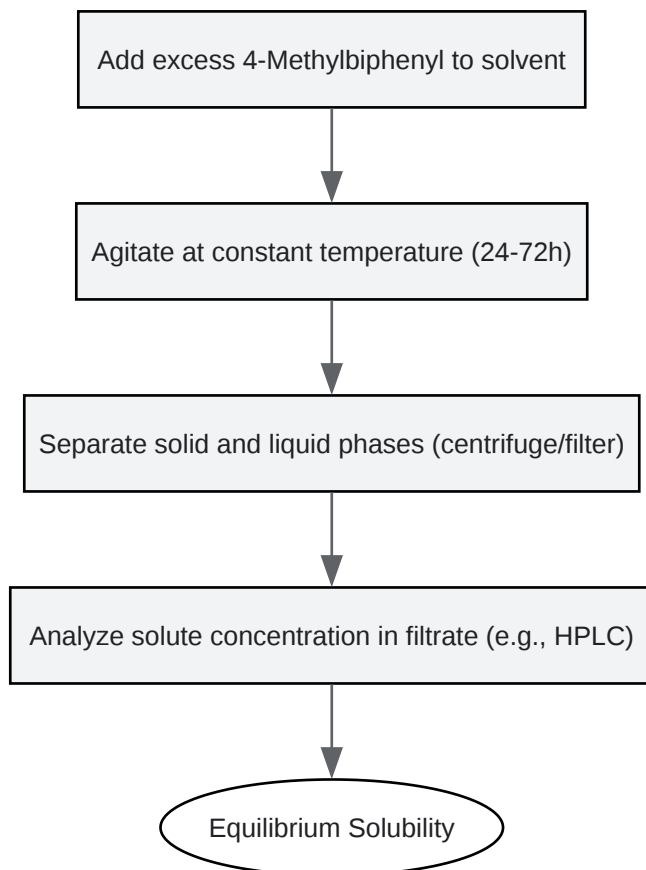 Add excess 4-Methylbiphenyl to solvent
Agitate at constant temperature (24-72h)
Separate solid and liquid phases (centrifuge/filter)
Analyze solute concentration in filtrate (e.g., HPLC)
Equilibrium Solubility